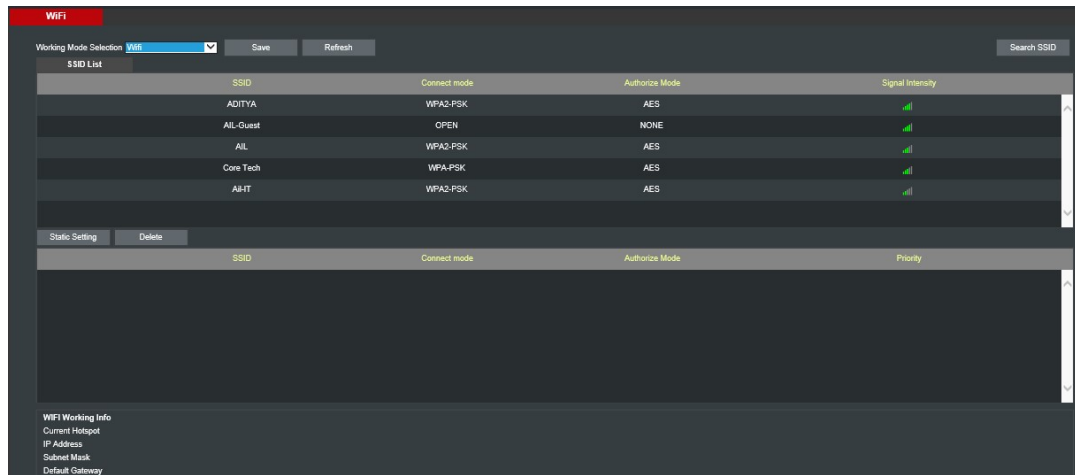 WiFi
Working Mode Selection Wifi Save Refresh Search SSID
SSID List
SSID Connect mode Authorize Mode Signal Intensity
ADITYA WPA2-PSK AES
AIL-Guest OPEN NONE
AIL WPA2-PSK AES
Core Tech WPA-PSK AES
Ail-IT WPA2-PSK AES
Static Setting Delete
SSID Connect mode Authorize Mode Priority
WIFI Working Info
Current Hotspot
IP Address
Subnet Mask
Default Gateway